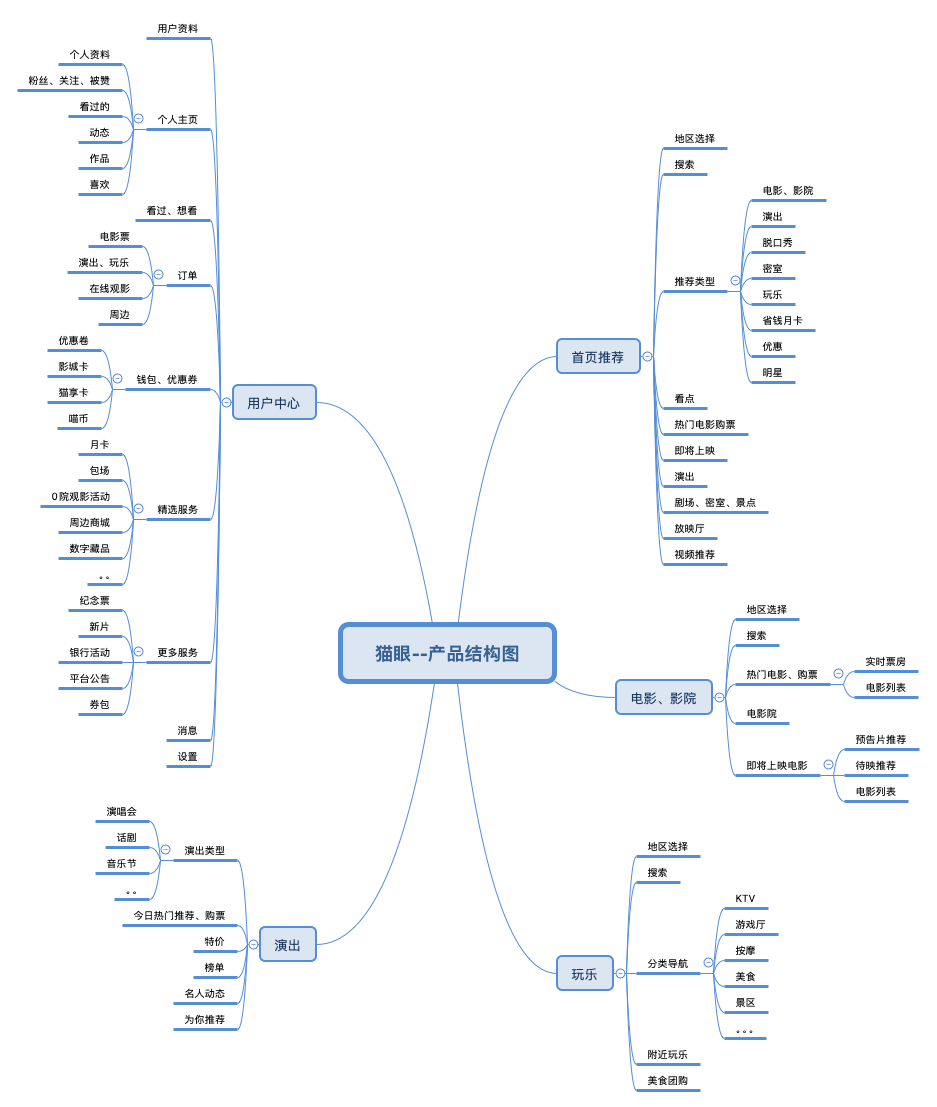 猫眼--产品结构图
首页推荐
地区选择
搜索
推荐类型
电影、影院
演出
脱口秀
密室
玩乐
省钱月卡
优惠
明星
看点
热门电影购票
即将上映
演出
剧场、密室、景点
放映厅
视频推荐
电影、影院
地区选择
搜索
热门电影、购票
实时票房
电影列表
电影院
即将上映电影
预告片推荐
待映推荐
电影列表
玩乐
地区选择
搜索
分类导航
KTV
游戏厅
按摩
美食
景区
。。。
附近玩乐
美食团购
用户中心
用户资料
个人主页
个人资料
粉丝、关注、被赞
看过的
动态
作品
喜欢
看过、想看
订单
电影票
演出、玩乐
在线观影
周边
钱包、优惠券
优惠卷
影城卡
猫享卡
喵币
精选服务
月卡
包场
0院观影活动
周边商城
数字藏品
。。
更多服务
纪念票
新片
银行活动
平台公告
券包
消息
设置
演出
演出类型
演唱会
话剧
音乐节
。。
今日热门推荐、购票
特价
榜单
名人动态
为你推荐